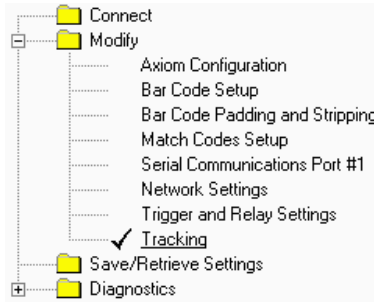 Connect
Modify
Axiom Configuration
Bar Code Setup
Bar Code Padding and Stripping
Match Codes Setup
Serial Communications Port #1
Network Settings
Trigger and Relay Settings
Tracking
Save/Retrieve Settings
Diagnostics